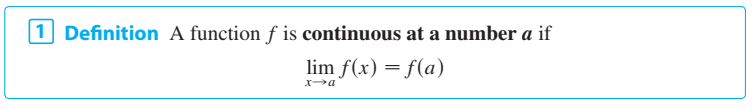 1 Definition A function f is continuous at a number a if
lim f(x) = f(a)
x→a